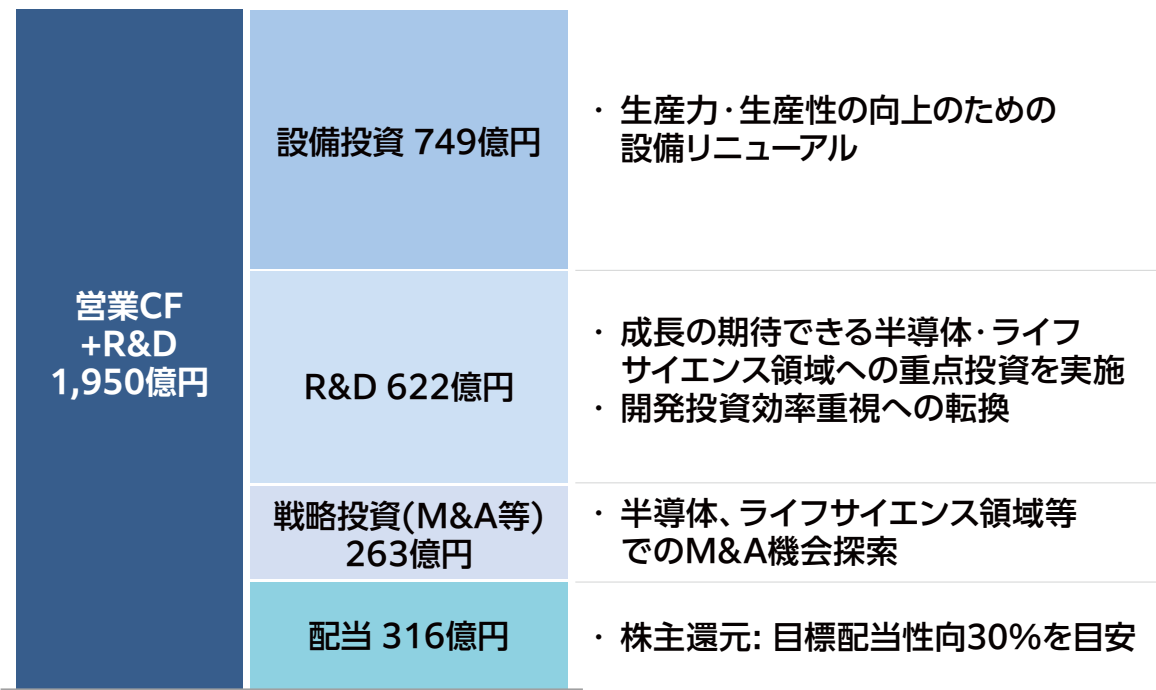 営業CF
+R&D
1,950億円
設備投資 749億円
・ 生産力・生産性の向上のための
設備リニューアル
R&D 622億円
・ 成長の期待できる半導体・ライフ
サイエンス領域への重点投資を実施
・ 開発投資効率重視への転換
戦略投資(M&A等)
263億円
・ 半導体、ライフサイエンス領域等
でのM&A機会探索
配当 316億円
・ 株主還元: 目標配当性向30%を目安